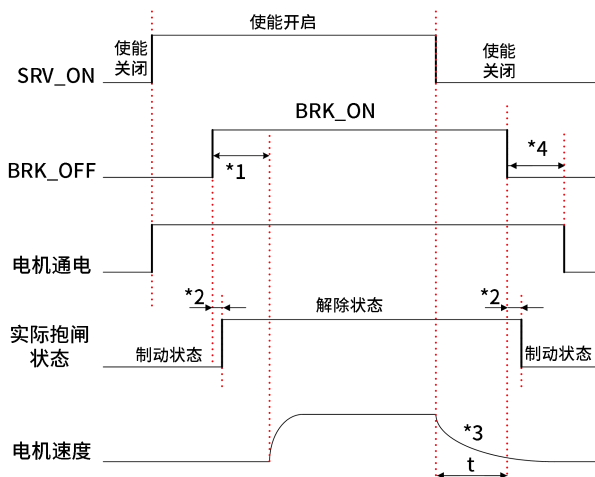 使能开启
使能
关闭
SRV_ON
使能
关闭
BRK_ON
BRK_OFF
*1
*4
电机通电
*2
解除状态
*2
实际抱闸
状态
制动状态
制动状态
电机速度
*3
t